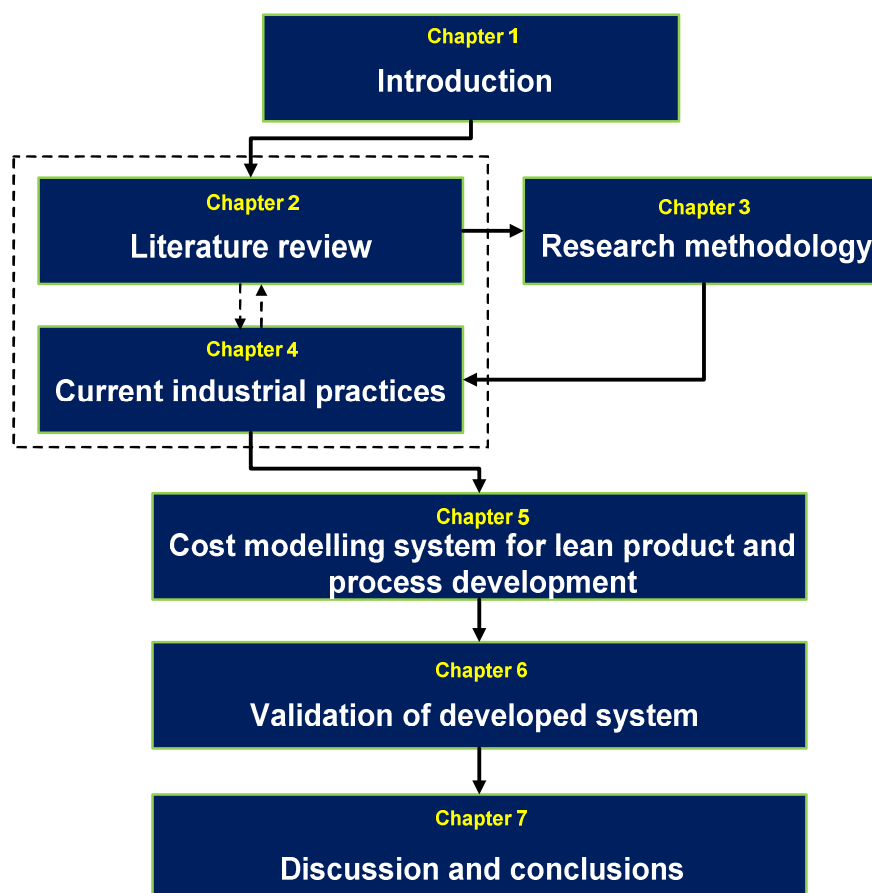 Chapter 1
Introduction
Chapter 2
Literature review
Chapter 3
Research methodology
Chapter 4
Current industrial practices
Chapter 5
Cost modelling system for lean product and
process development
Chapter 6
Validation of developed system
Chapter 7
Discussion and conclusions